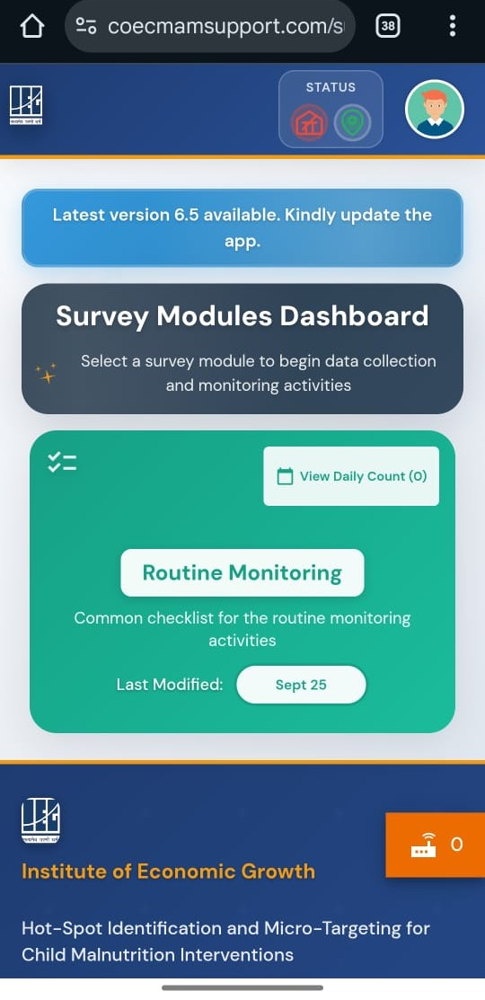 coecmamsupport.com/s
38
STATUS
Latest version 6.5 available. Kindly update the
app.
Survey Modules Dashboard
Select a survey module to begin data collection
and monitoring activities
View Daily Count (0)
Routine Monitoring
Common checklist for the routine monitoring
activities
Last Modified:
Sept 25
Institute of Economic Growth
0
Hot-Spot Identification and Micro-Targeting for
Child Malnutrition Interventions